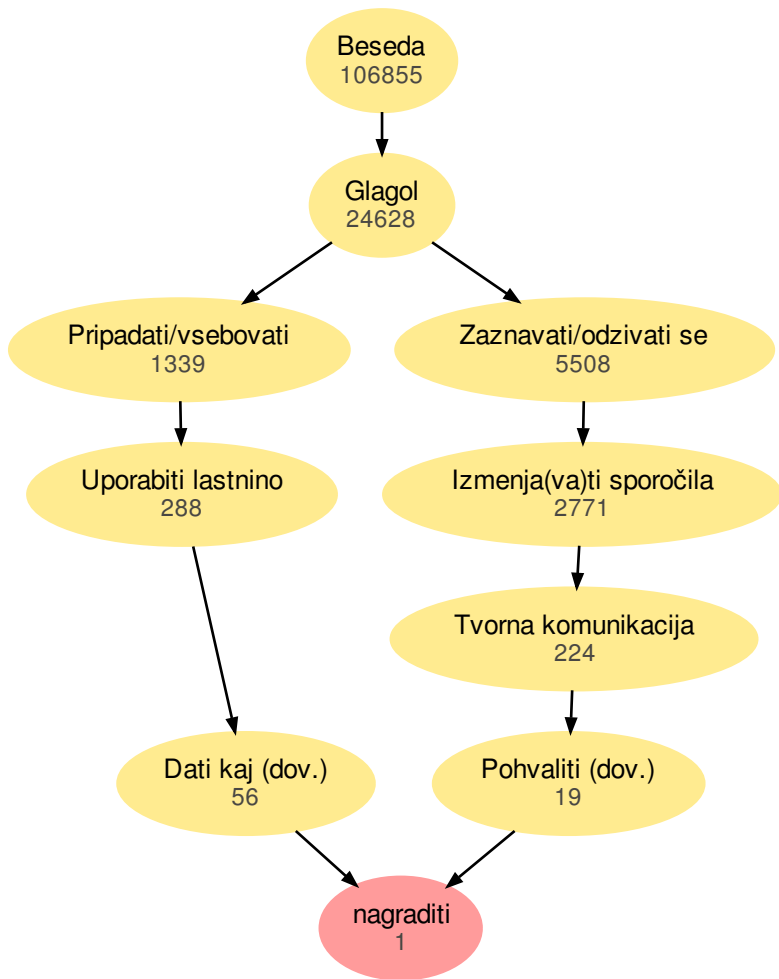 Beseda
106855
Glagol
24628
Pripadati/vsebovati
1339
Zaznavati/odzivati se
5508
Uporabiti lastnino
288
Izmenja(va)ti sporočila
2771
Tvorna komunikacija
224
Dati kaj (dov.)
56
Pohvaliti (dov.)
19
nagraditi
1